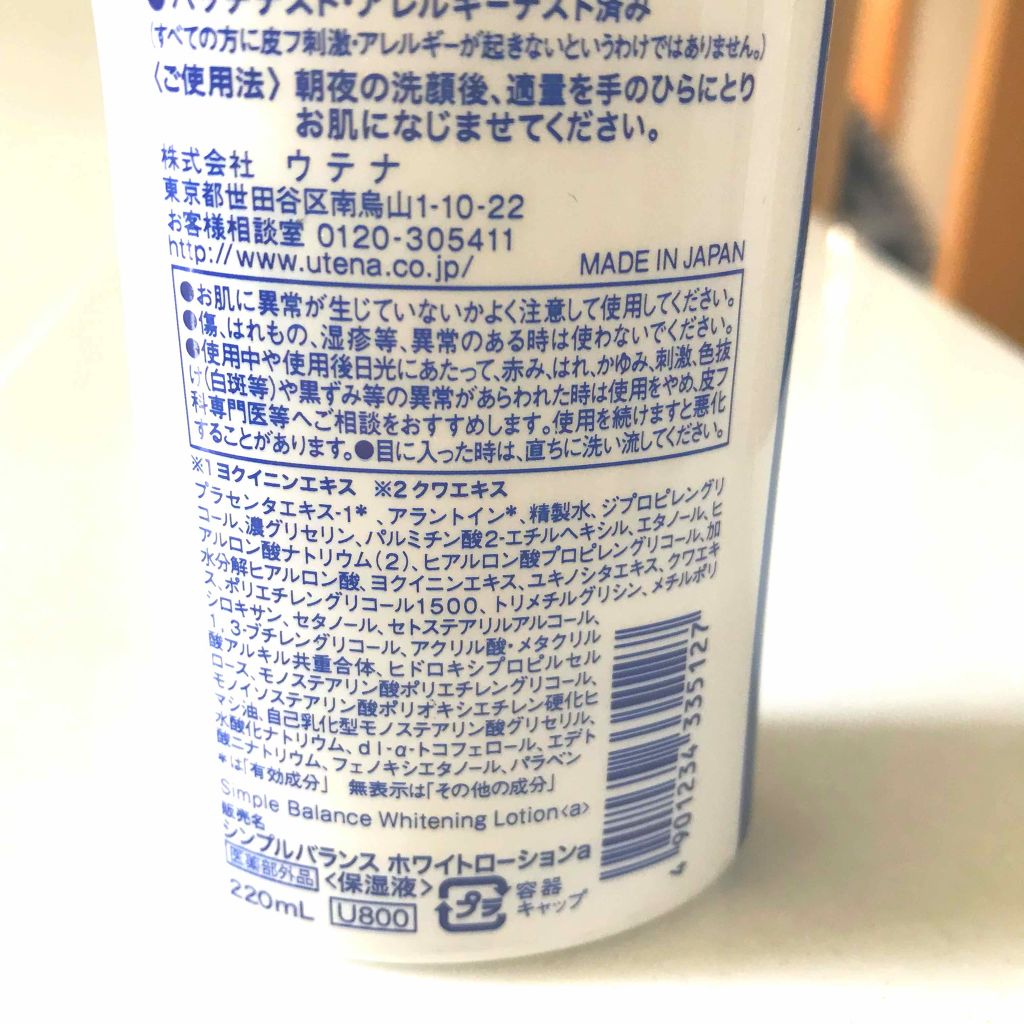 ●パッチテスト・アレルギーテスト済み
(すべての方に皮フ刺激・アレルギーが起きないというわけではありません。)
〈ご使用法〉朝夜の洗顔後、適量を手のひらにとり
お肌になじませてください。
株式会社 ウテナ
東京都世田谷区南烏山1-10-22
お客様相談室 0120-305411
http://www.utena.co.jp/ MADE IN JAPAN
●お肌に異常が生じていないかよく注意して使用してください。
●傷、はれもの、湿疹等、異常のある時は使わないでください。
●使用中や使用後日光にあたって、赤み、はれ、かゆみ、刺激、色抜
け(白斑等)や黒ずみ等の異常があらわれた時は使用をやめ、皮フ
科専門医等へご相談をおすすめします。使用を続けますと悪化
することがあります。●目に入った時は、直ちに洗い流してください。
※1ヨクイニンエキス ※2クワエキス
プラセンタエキス-1*、アラントイン*、精製水、ジプロピレングリ
コール、濃グリセリン、パルミチン酸2-エチルヘキシル、エタノール、ヒ
アルロン酸ナトリウム(2)、ヒアルロン酸プロピレングリコール、加
水分解ヒアルロン酸、ヨクイニンエキス、ユキノシタエキス、クワエキ
ス、ポリエチレングリコール1500、トリメチルグリシン、メチルポリ
シロキサン、セタノール、セトステアリルアルコール、
1,3-ブチレングリコール、アクリル酸・メタクリル
酸アルキル共重合体、ヒドロキシプロピルセル
ロース、モノステアリン酸ポリエチレングリコール、
モノイソステアリン酸ポリオキシエチレン硬化ヒ
マシ油、自己乳化型モノステアリン酸グリセリル、
水酸化ナトリウム、dl-α-トコフェロール、エデト
酸ニナトリウム、フェノキシエタノール、パラベン
*は「有効成分」 無表示は「その他の成分」
Simple Balance Whitening Lotion<a>
販売名
シンプルバランス ホワイトローションa
医薬部外品 <保湿液>
220mL U800
プラ 容器
キャップ
4 901234 335127